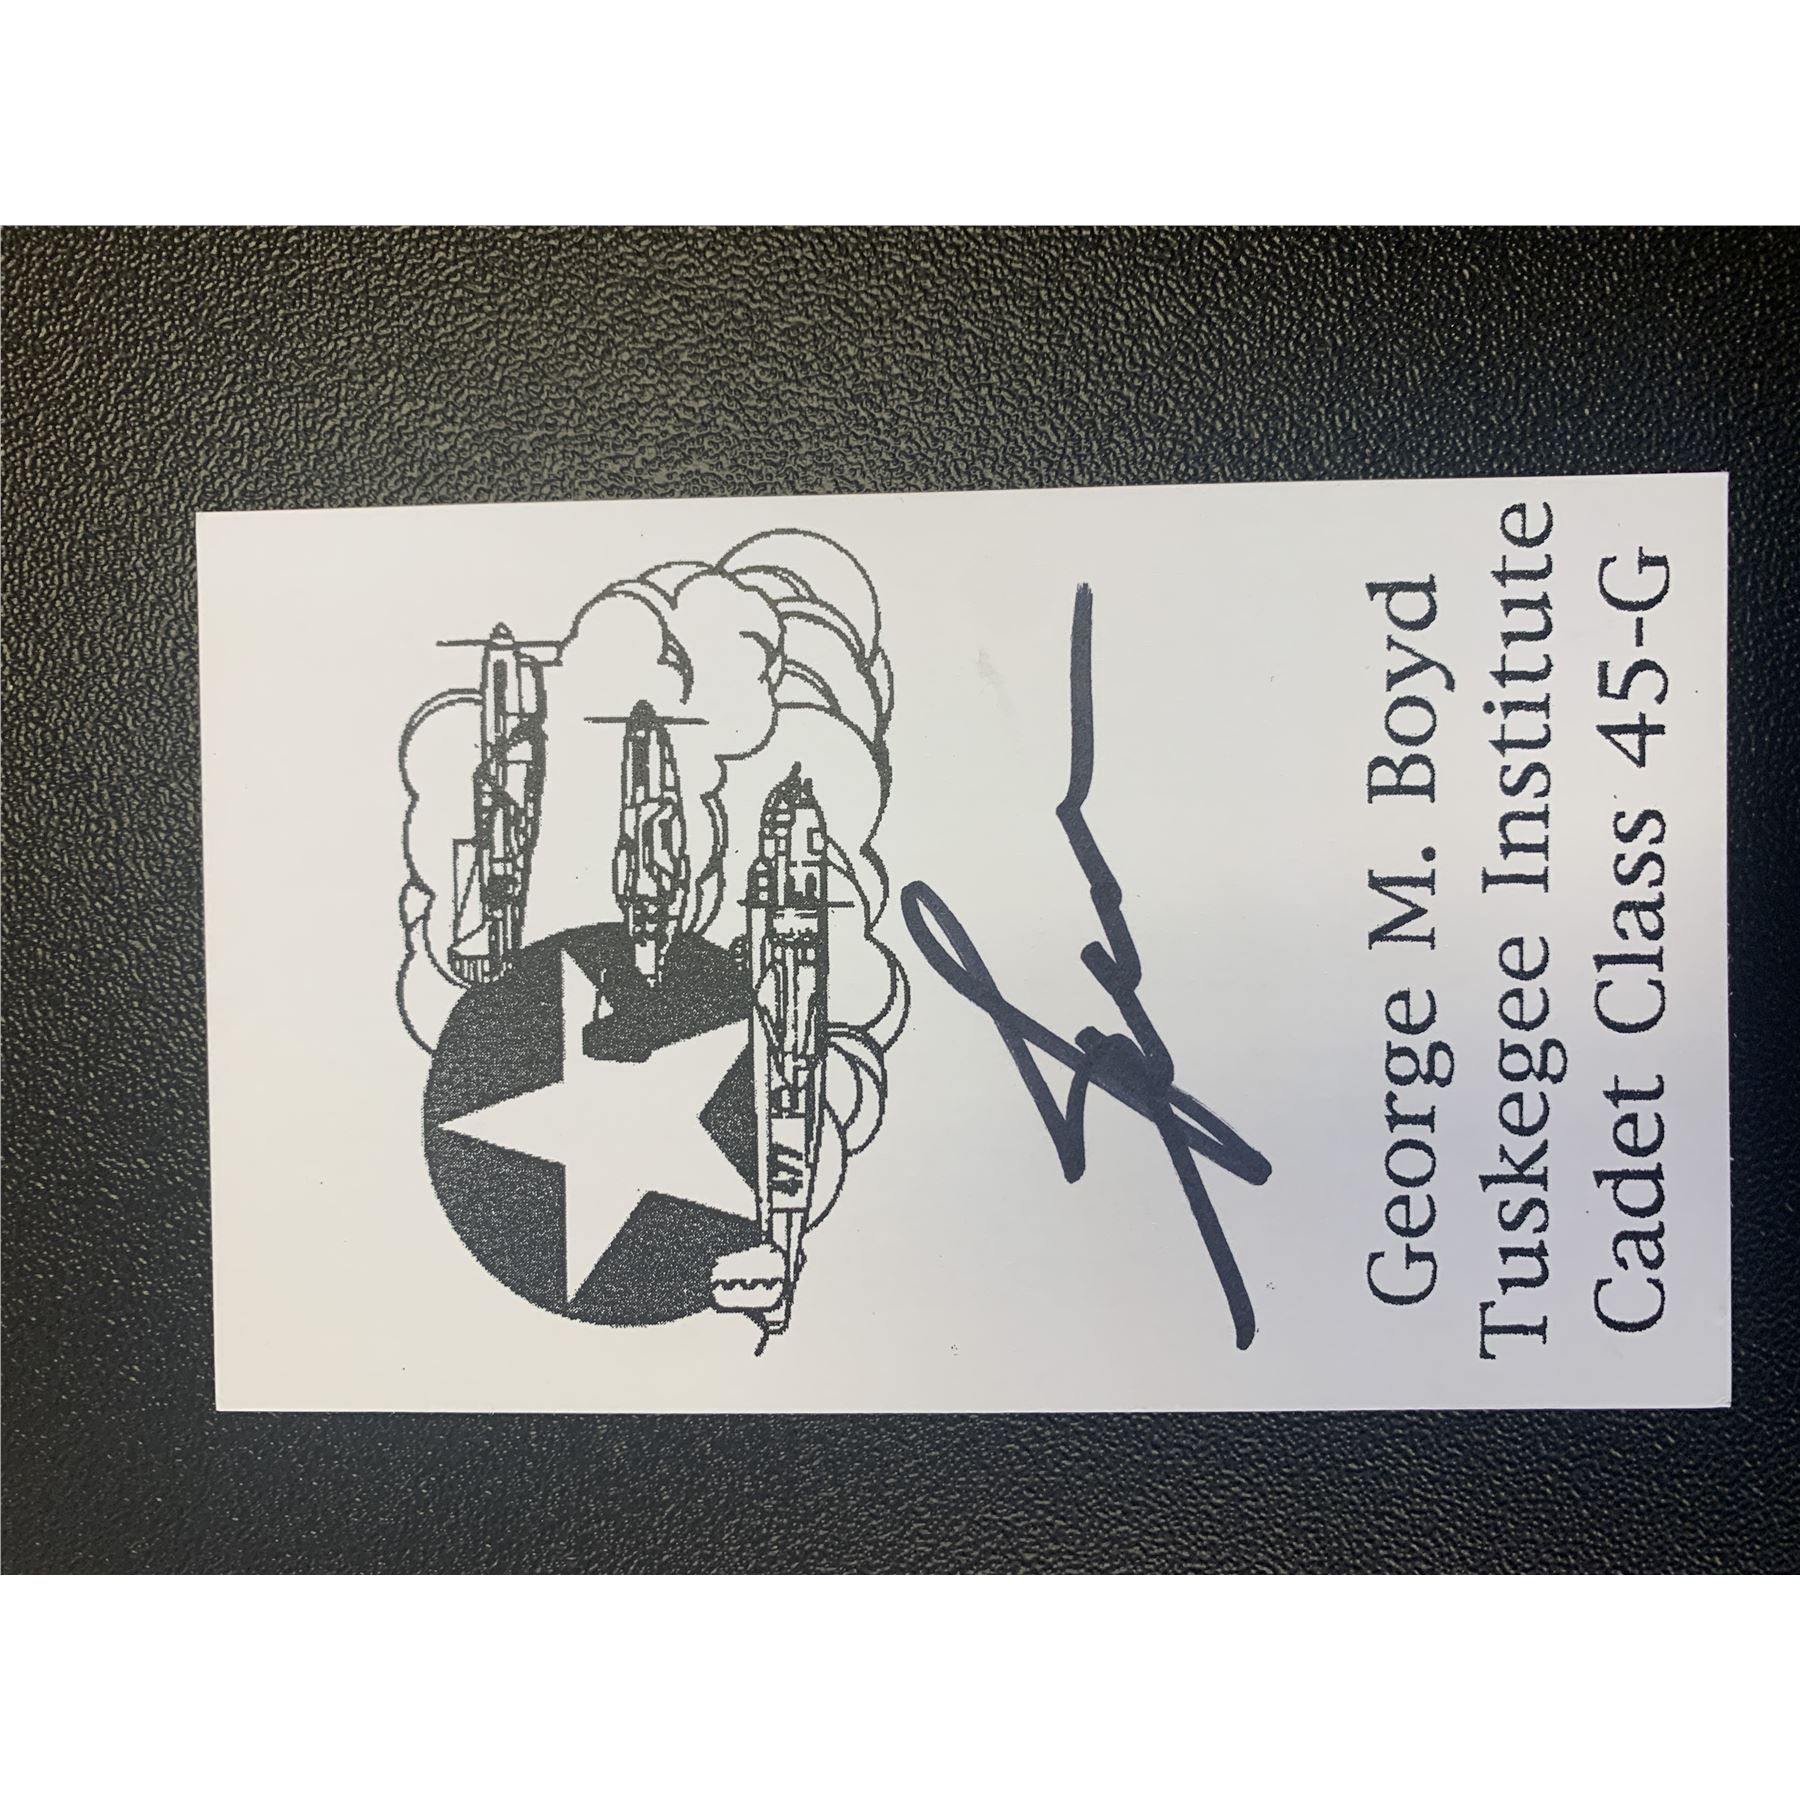 George M. Boyd
Tuskegee Institute
Cadet Class 45-G